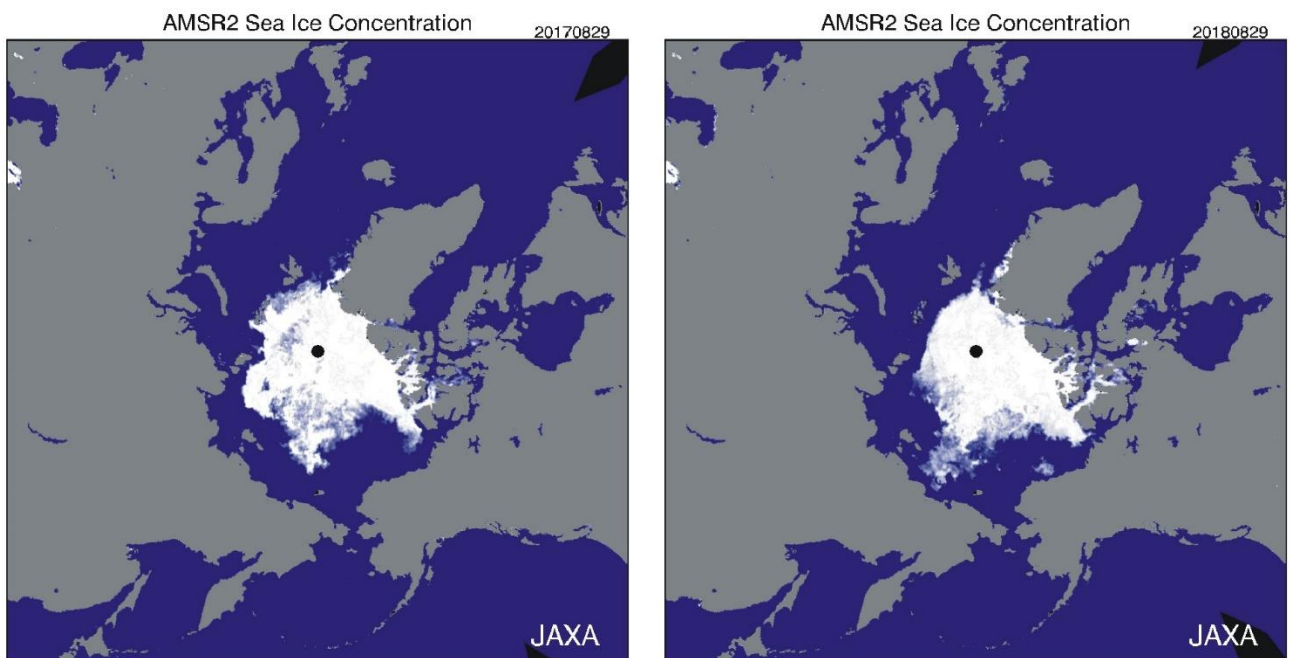 AMSR2 Sea Ice Concentration
20170829
JAXA
AMSR2 Sea Ice Concentration
20180829
JAXA